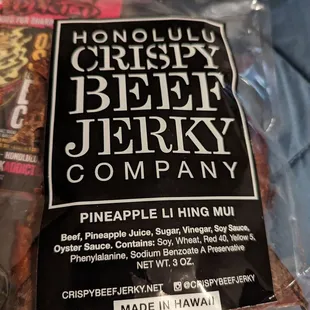 HONOLULU
CRISPY
BEEF
JERKY
COMPANY
PINEAPPLE LI HING MUI
Beef, Pineapple Juice, Sugar, Vinegar, Soy Sauce,
Oyster Sauce. Contains: Soy, Wheat, Red 40, Yellow 5,
Phenylalanine, Sodium Benzoate A Preservative
NET WT. 3 OZ.
CRISPYBEEFJERKY.NET @CRISPYBEEFJERKY
MADE IN HAWAII